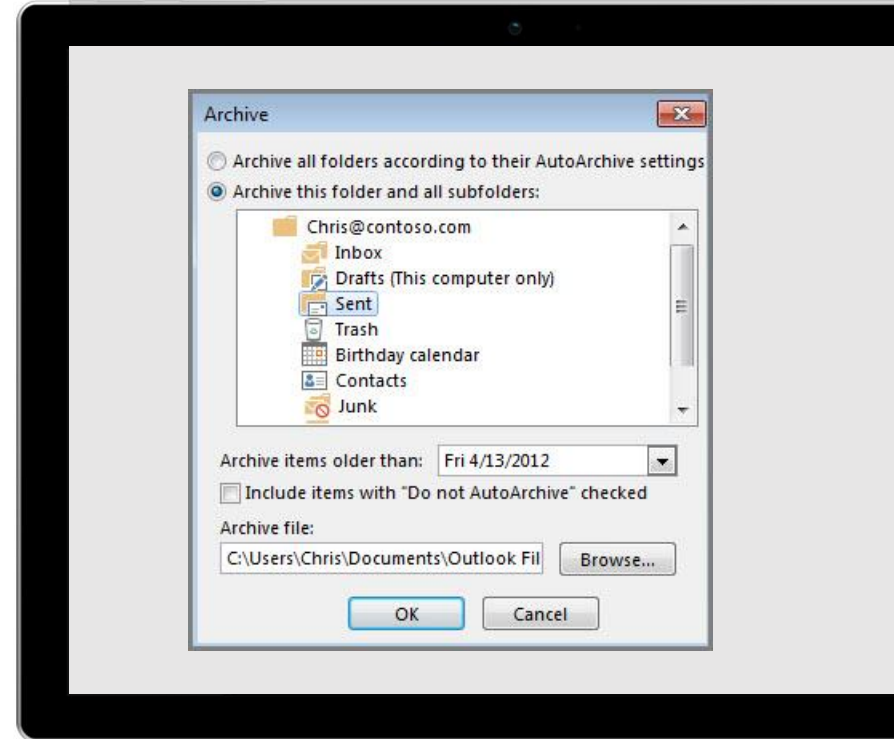 Archive
Archive all folders according to their AutoArchive settings
Archive this folder and all subfolders:
Chris@contoso.com
Inbox
Drafts (This computer only)
Sent
Trash
Birthday calendar
Contacts
Junk
Archive items older than: Fri 4/13/2012
Include items with "Do not AutoArchive" checked
Archive file:
C:\Users\Chris\Documents\Outlook Fil Browse...
OK Cancel